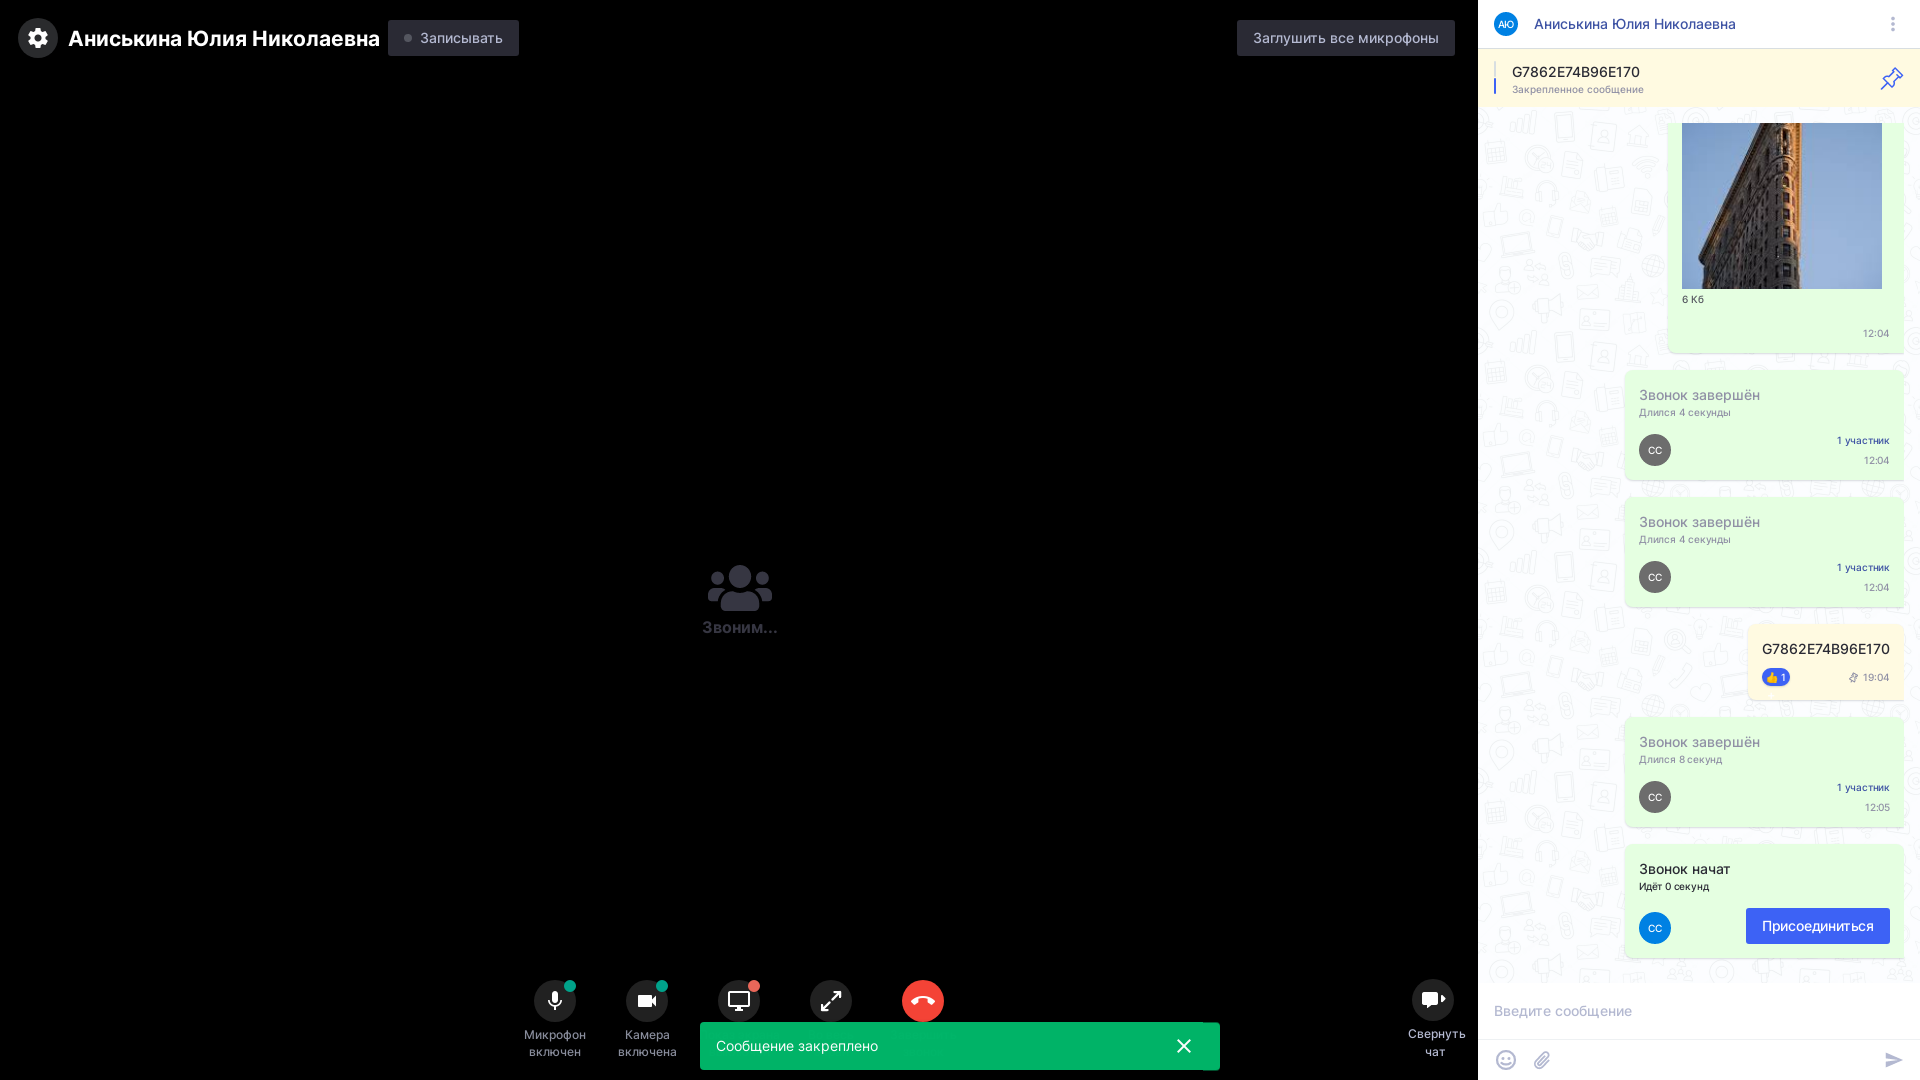 Аниськина Юлия Николаевна
Записывать
Заглушить все микрофоны
Звоним...
Микрофон
включен
Камера
включена
Сообщение закреплено
Свернуть
чат
АЮ
Аниськина Юлия Николаевна
G7862E74B96E170
Закрепленное сообщение
6 Кб
12:04
Звонок завершён
Длился 4 секунды
СС
1 участник
12:04
Звонок завершён
Длился 4 секунды
СС
1 участник
12:04
G7862E74B96E170
👍 1
19:04
Звонок завершён
Длился 8 секунд
СС
1 участник
12:05
Звонок начат
Идёт 0 секунд
СС
Присоединиться
Введите сообщение